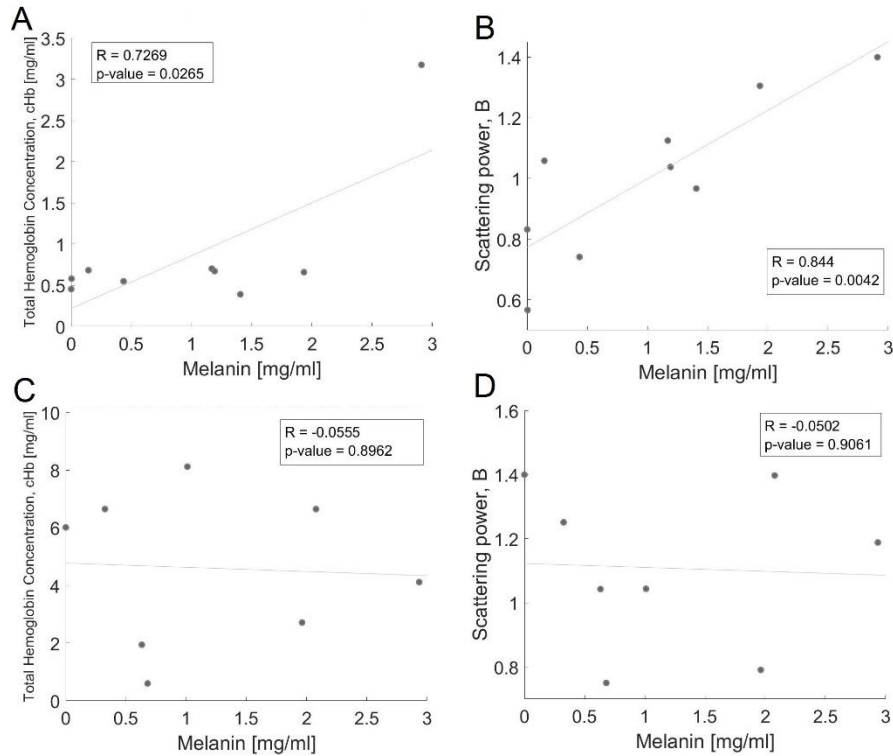 A
R = 0.7269
p-value = 0.0265
Total Hemoglobin Concentration, cHb [mg/ml]
3.5
3
2.5
2
1.5
1
0.5
0
0 0.5 1 1.5 2 2.5 3
Melanin [mg/ml]
B
Scattering power, B
1.4
1.2
1
0.8
0.6
R = 0.844
p-value = 0.0042
0 0.5 1 1.5 2 2.5 3
Melanin [mg/ml]
C
R = -0.0555
p-value = 0.8962
Total Hemoglobin Concentration, cHb [mg/ml]
10
8
6
4
2
0
0 0.5 1 1.5 2 2.5 3
Melanin [mg/ml]
D
R = -0.0502
p-value = 0.9061
Scattering power, B
1.6
1.4
1.2
1
0.8
0 0.5 1 1.5 2 2.5 3
Melanin [mg/ml]